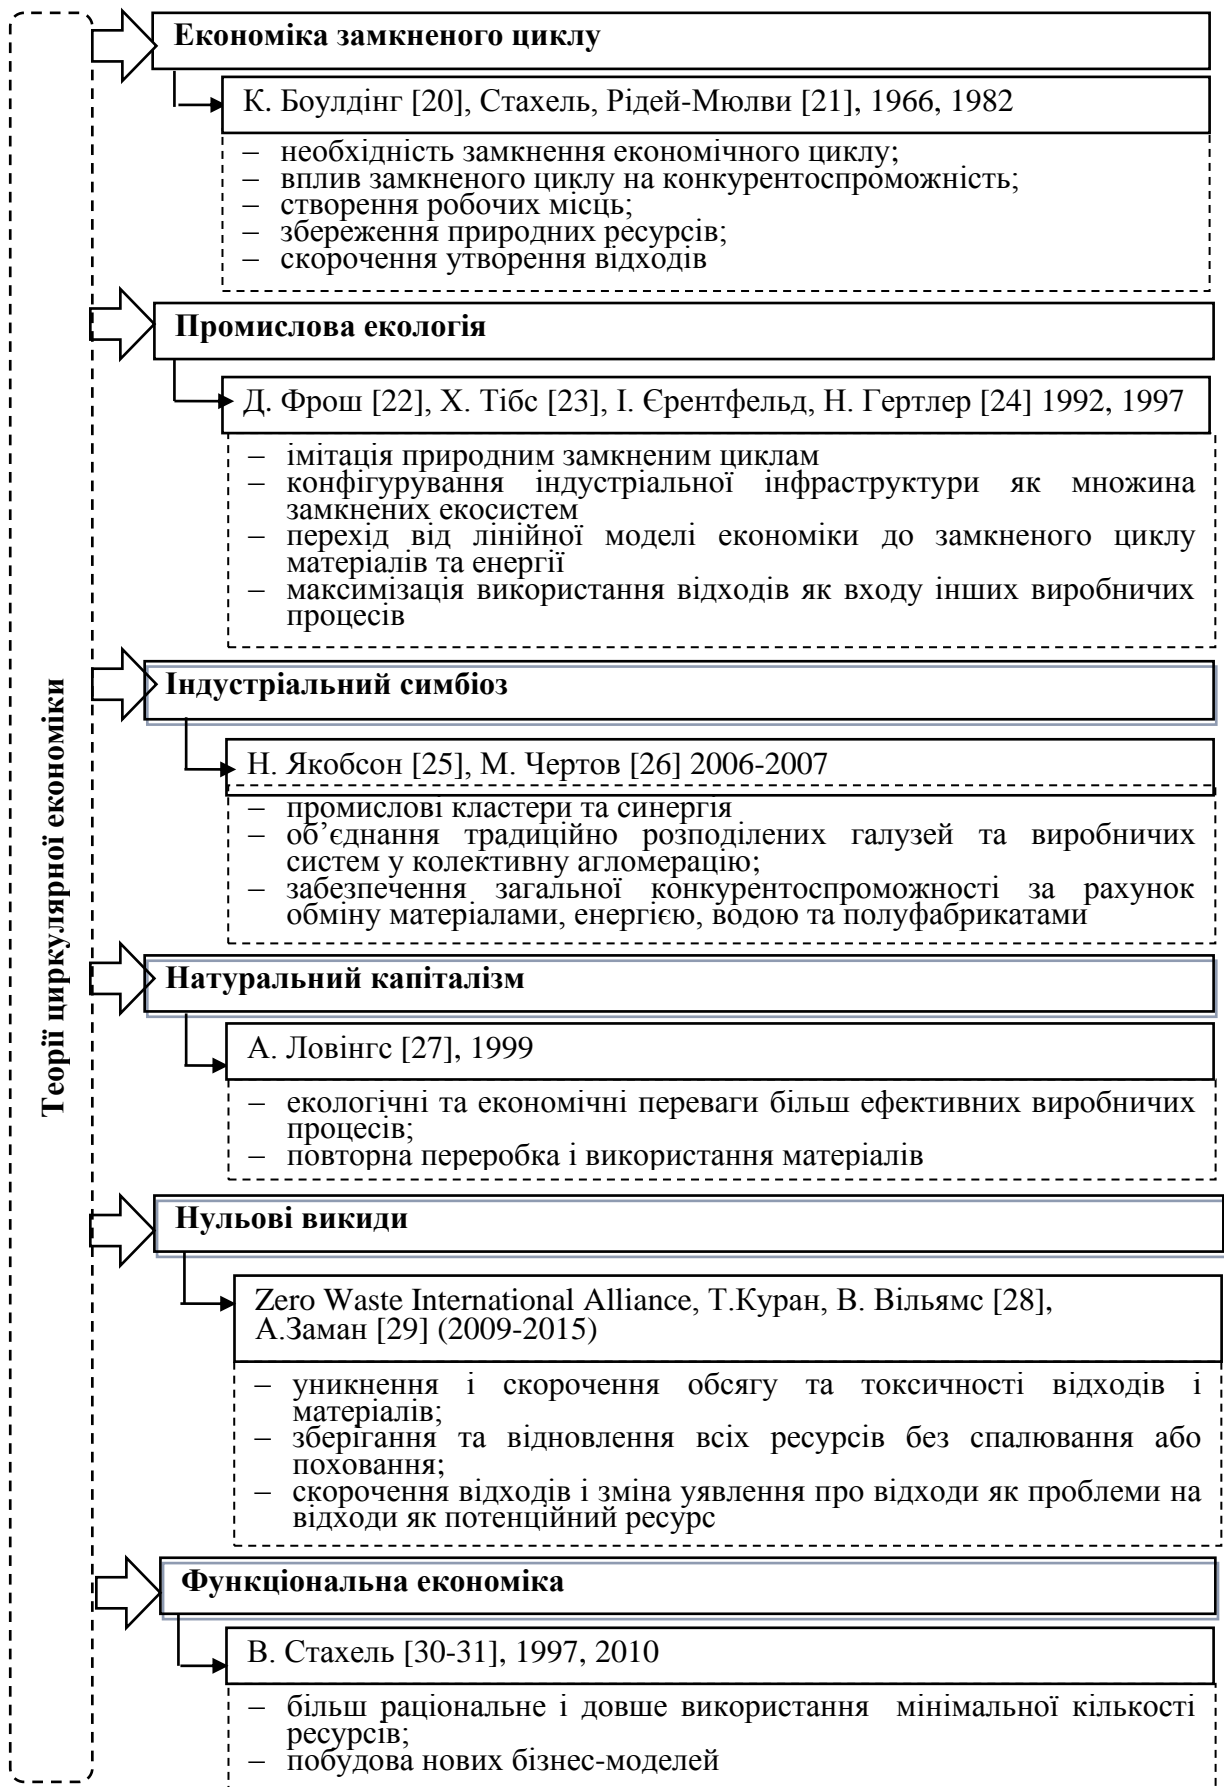 Теорії циркулярної економіки
Економіка замкненого циклу
К. Боулдінг [20], Стахель, Рідей-Мюлви [21], 1966, 1982
– необхідність замкнення економічного циклу;
– вплив замкненого циклу на конкурентоспроможність;
– створення робочих місць;
– збереження природних ресурсів;
– скорочення утворення відходів
Промислова екологія
Д. Фрош [22], Х. Тібс [23], І. Єрентфельд, Н. Гертлер [24] 1992, 1997
– імітація природним замкненим циклам
– конфігурування індустріальної інфраструктури як множина
замкнених екосистем
– перехід від лінійної моделі економіки до замкненого циклу
матеріалів та енергії
– максимізація використання відходів як входу інших виробничих
процесів
Індустріальний симбіоз
Н. Якобсон [25], М. Чертов [26] 2006-2007
– промислові кластери та синергія
– об’єднання традиційно розподілених галузей та виробничих
систем у колективну агломерацію;
– забезпечення загальної конкурентоспроможності за рахунок
обміну матеріалами, енергією, водою та полуфабрикатами
Натуральний капіталізм
А. Ловінгс [27], 1999
– екологічні та економічні переваги більш ефективних виробничих
процесів;
– повторна переробка і використання матеріалів
Нульові викиди
Zero Waste International Alliance, Т.Куран, В. Вільямс [28],
А.Заман [29] (2009-2015)
– уникнення і скорочення обсягу та токсичності відходів і
матеріалів;
– зберігання та відновлення всіх ресурсів без спалювання або
поховання;
– скорочення відходів і зміна уявлення про відходи як проблеми на
відходи як потенційний ресурс
Функціональна економіка
В. Стахель [30-31], 1997, 2010
– більш раціональне і довше використання мінімальної кількості
ресурсів;
– побудова нових бізнес-моделей